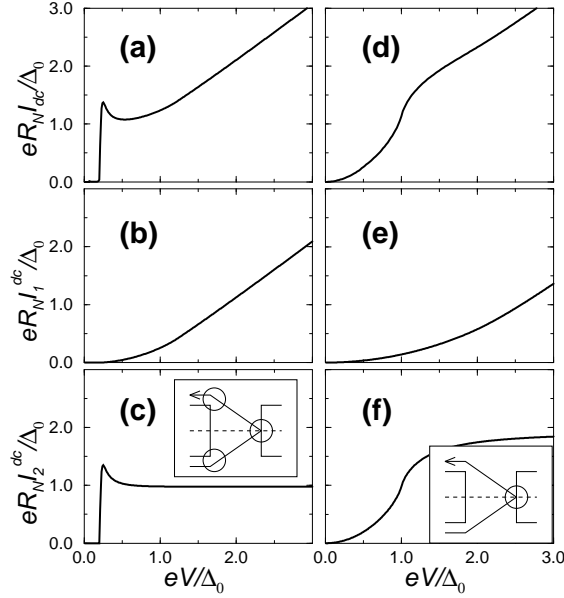 (a)
(d)
eR_N I_dc/Δ_0
3.0
2.0
1.0
0.0
(b)
(e)
eR_N I_1^dc/Δ_0
2.0
1.0
0.0
(c)
(f)
eR_N I_2^dc/Δ_0
2.0
1.0
0.0
0.0 1.0 2.0 0.0 1.0 2.0 3.0
eV/Δ_0 eV/Δ_0